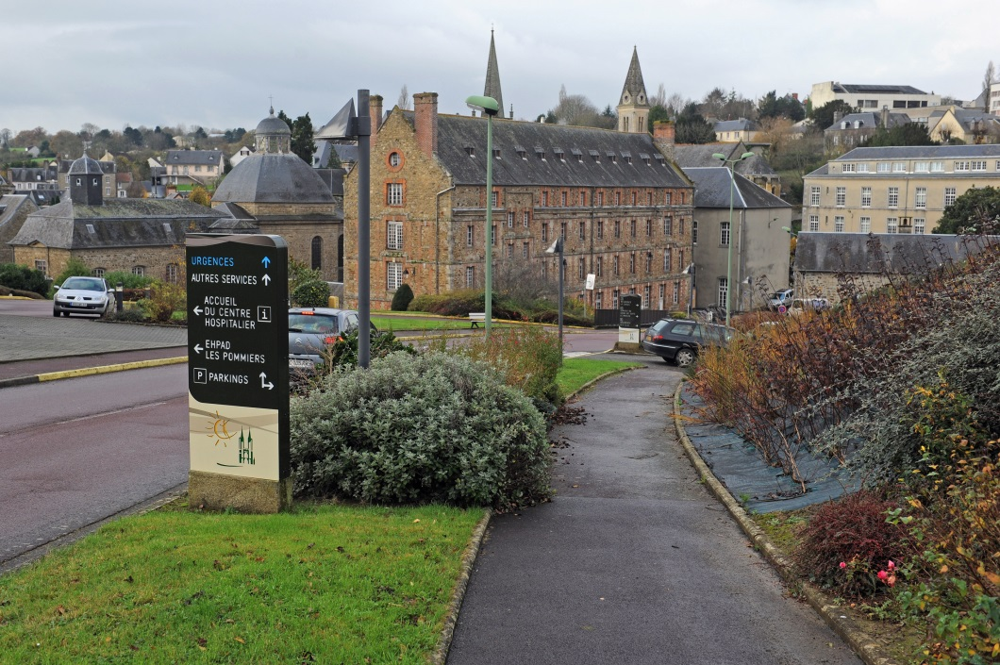 URGENCES
AUTRES SERVICES
ACCUEIL
DU CENTRE
HOSPITALIER
i
EHPAD
LES POMMIERS
P PARKINGS